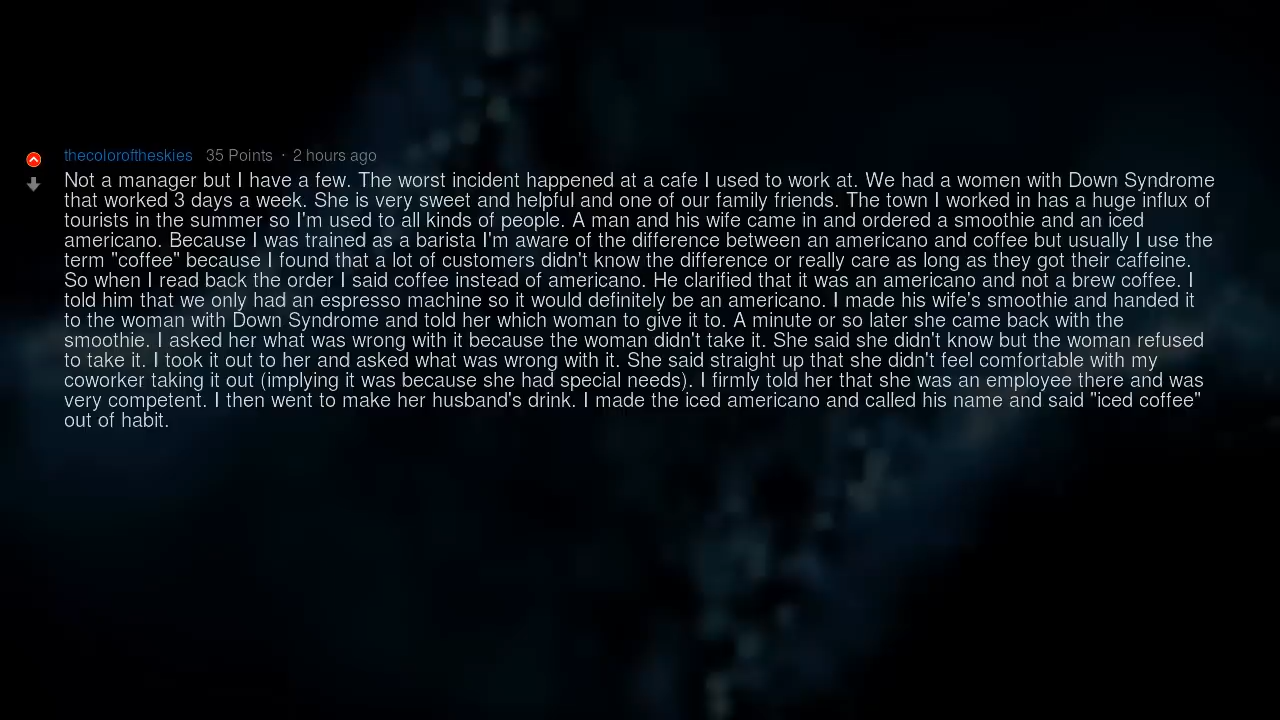 thecoloroftheskies 35 Points · 2 hours ago
Not a manager but I have a few. The worst incident happened at a cafe I used to work at. We had a women with Down Syndrome
that worked 3 days a week. She is very sweet and helpful and one of our family friends. The town I worked in has a huge influx of
tourists in the summer so I'm used to all kinds of people. A man and his wife came in and ordered a smoothie and an iced
americano. Because I was trained as a barista I'm aware of the difference between an americano and coffee but usually I use the
term "coffee" because I found that a lot of customers didn't know the difference or really care as long as they got their caffeine.
So when I read back the order I said coffee instead of americano. He clarified that it was an americano and not a brew coffee. I
told him that we only had an espresso machine so it would definitely be an americano. I made his wife's smoothie and handed it
to the woman with Down Syndrome and told her which woman to give it to. A minute or so later she came back with the
smoothie. I asked her what was wrong with it because the woman didn't take it. She said she didn't know but the woman refused
to take it. I took it out to her and asked what was wrong with it. She said straight up that she didn't feel comfortable with my
coworker taking it out (implying it was because she had special needs). I firmly told her that she was an employee there and was
very competent. I then went to make her husband's drink. I made the iced americano and called his name and said "iced coffee"
out of habit.